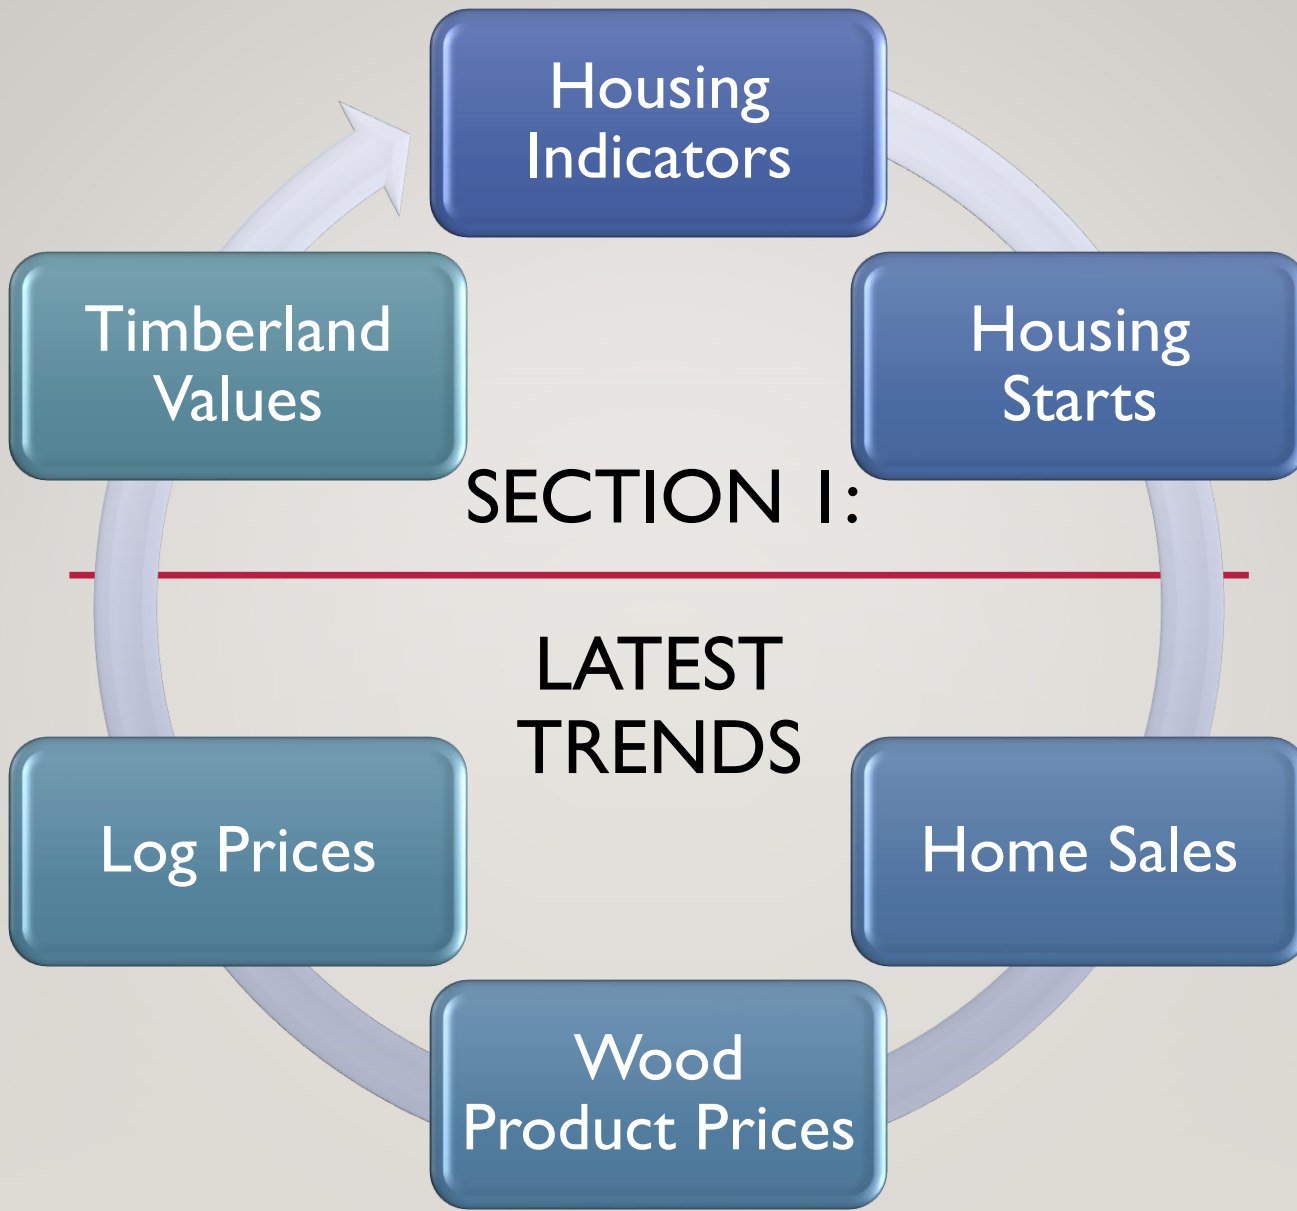 Housing
Indicators
Housing
Starts
Home Sales
Wood
Product Prices
Log Prices
Timberland
Values
SECTION 1:
LATEST
TRENDS